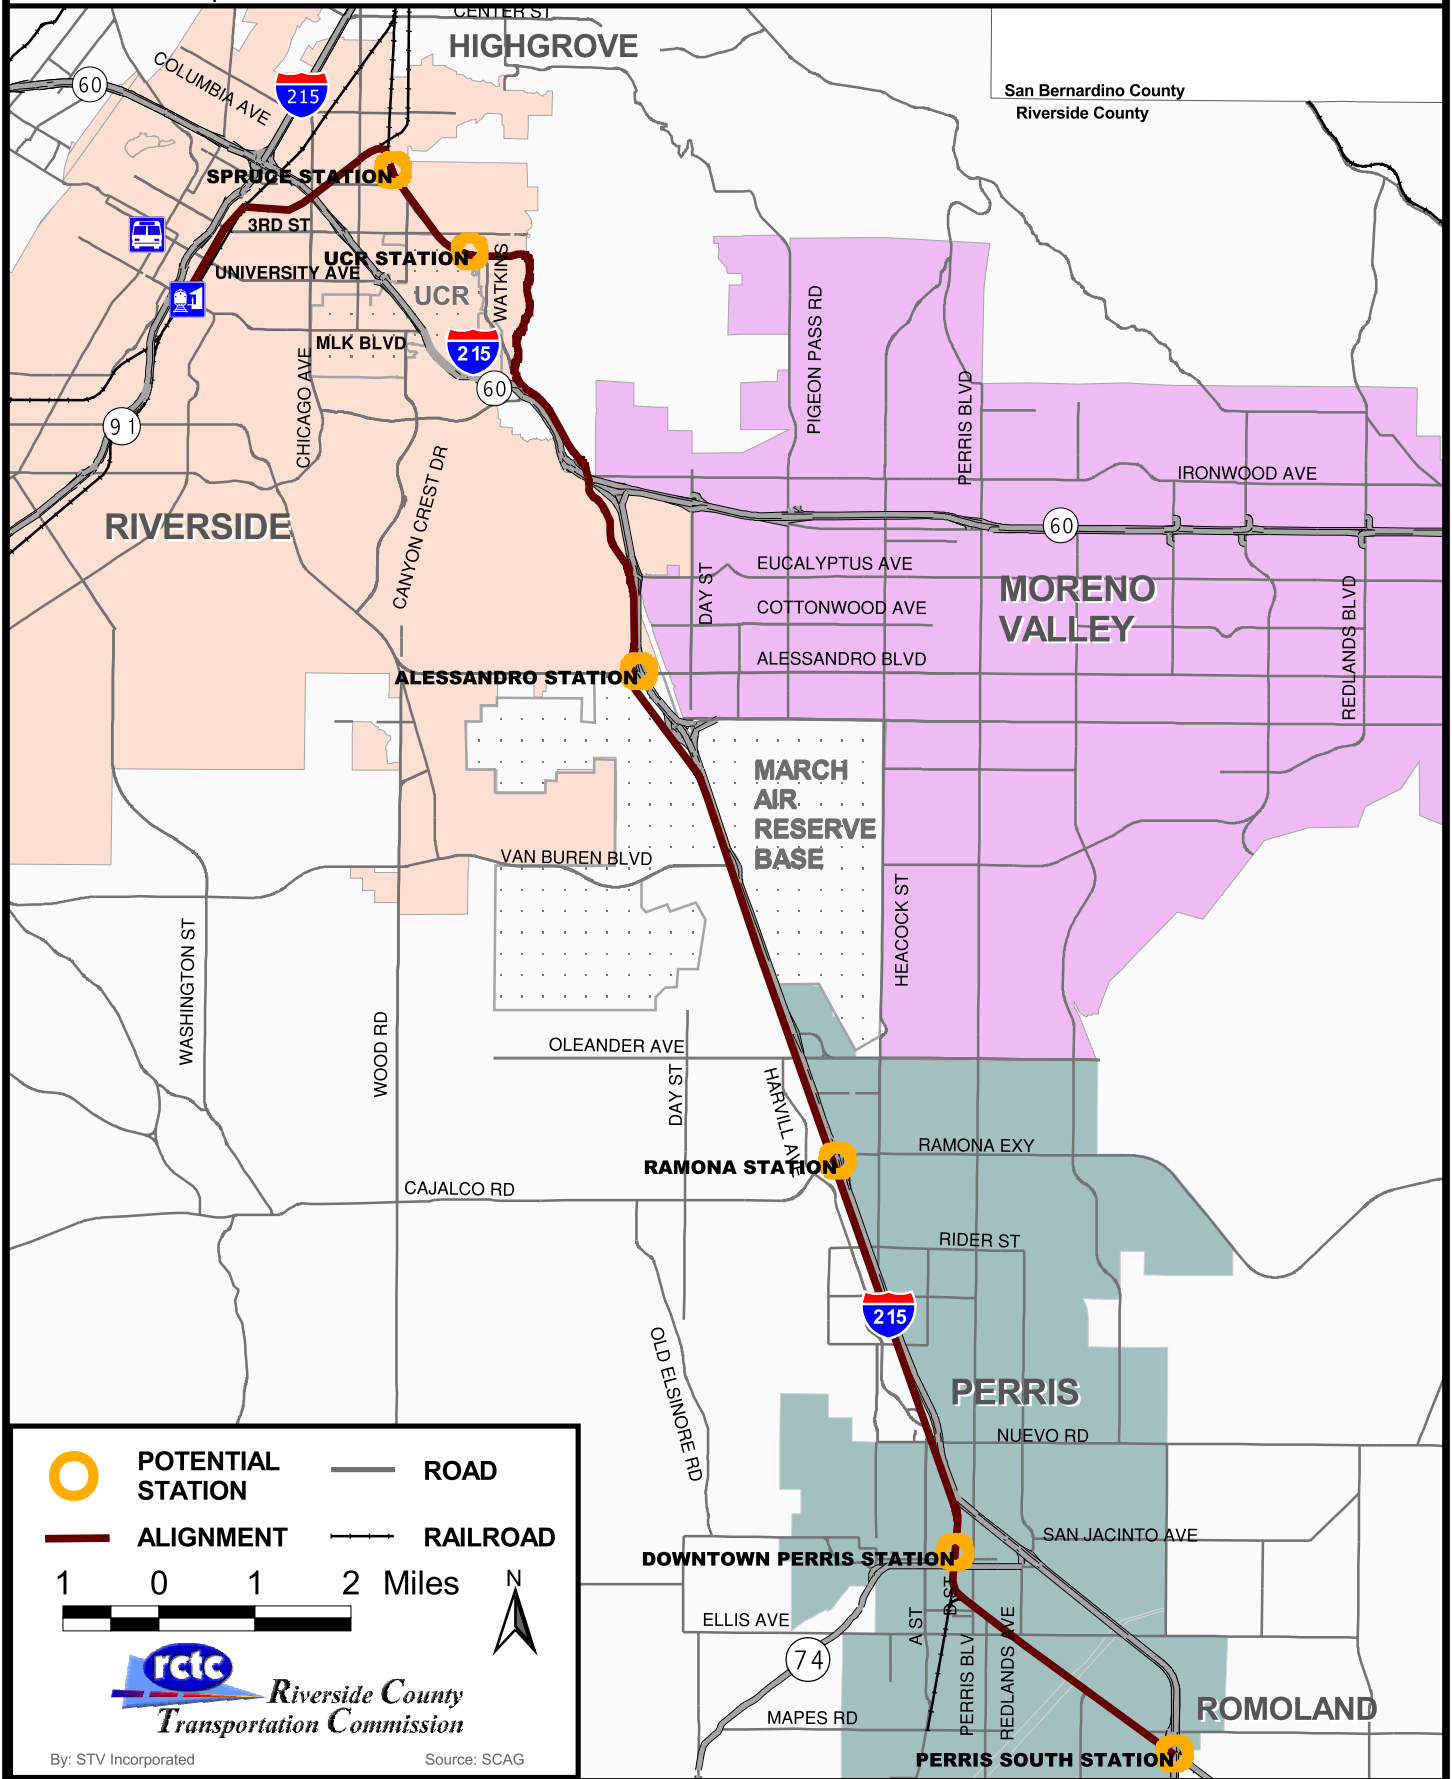 CENTER ST
HIGHGROVE
60
COLUMBIA AVE
215
San Bernardino County
Riverside County
SPRUCE STATION
3RD ST
UCR STATION
WATKINS
UNIVERSITY AVE
UCR
PIGEON PASS RD
MLK BLVD
215
60
CHICAGO AVE
PERRIS BLVD
91
CANYON CREST DR
IRONWOOD AVE
RIVERSIDE
60
EUCALYPTUS AVE
DAY ST
MORENO
VALLEY
COTTONWOOD AVE
REDLANDS BLVD
ALESSANDRO BLVD
ALESSANDRO STATION
MARCH
AIR
RESERVE
BASE
VAN BUREN BLVD
HEACOCK ST
WASHINGTON ST
WOOD RD
OLEANDER AVE
DAY ST
HARVILL AVE
RAMONA EXY
RAMONA STATION
CAJALCO RD
RIDER ST
215
OLD ELSINORE RD
PERRIS
NUEVO RD
SAN JACINTO AVE
DOWNTOWN PERRIS STATION
D ST
A ST
ELLIS AVE
PERRIS BLV
REDLANDS AVE
74
MAPES RD
ROMOLAND
PERRIS SOUTH STATION
POTENTIAL
STATION
ROAD
ALIGNMENT
RAILROAD
1 0 1 2 Miles
N
rctc
Riverside County
Transportation Commission
By: STV Incorporated
Source: SCAG